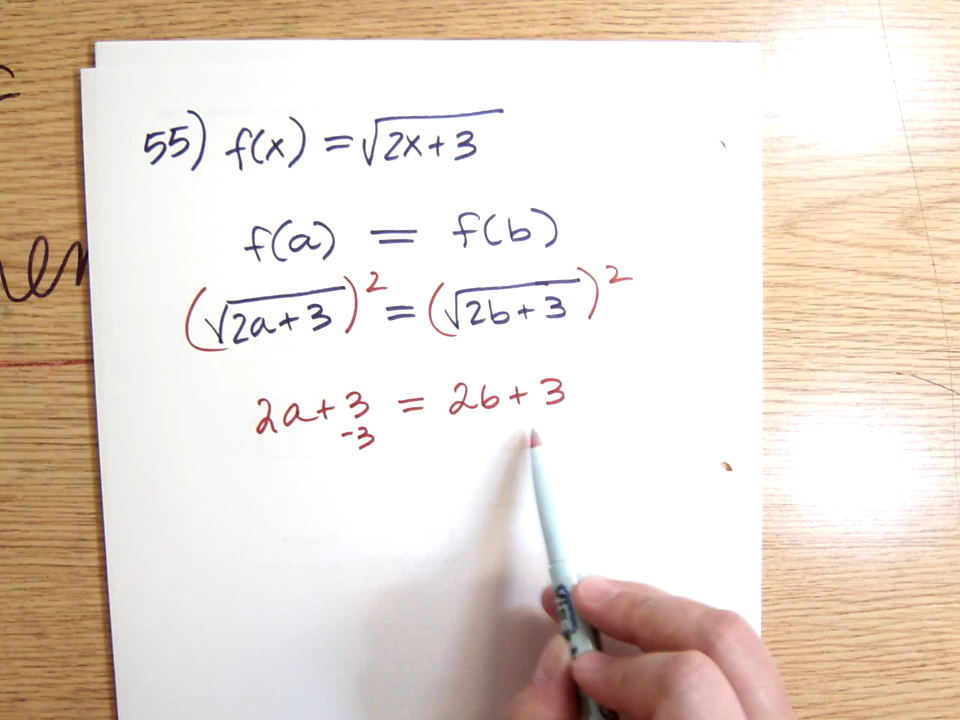 55) f(x) = √2x+3
f(a) = f(b)
(√2a+3)² = (√2b+3)²
2a+3 = 2b+3
-3